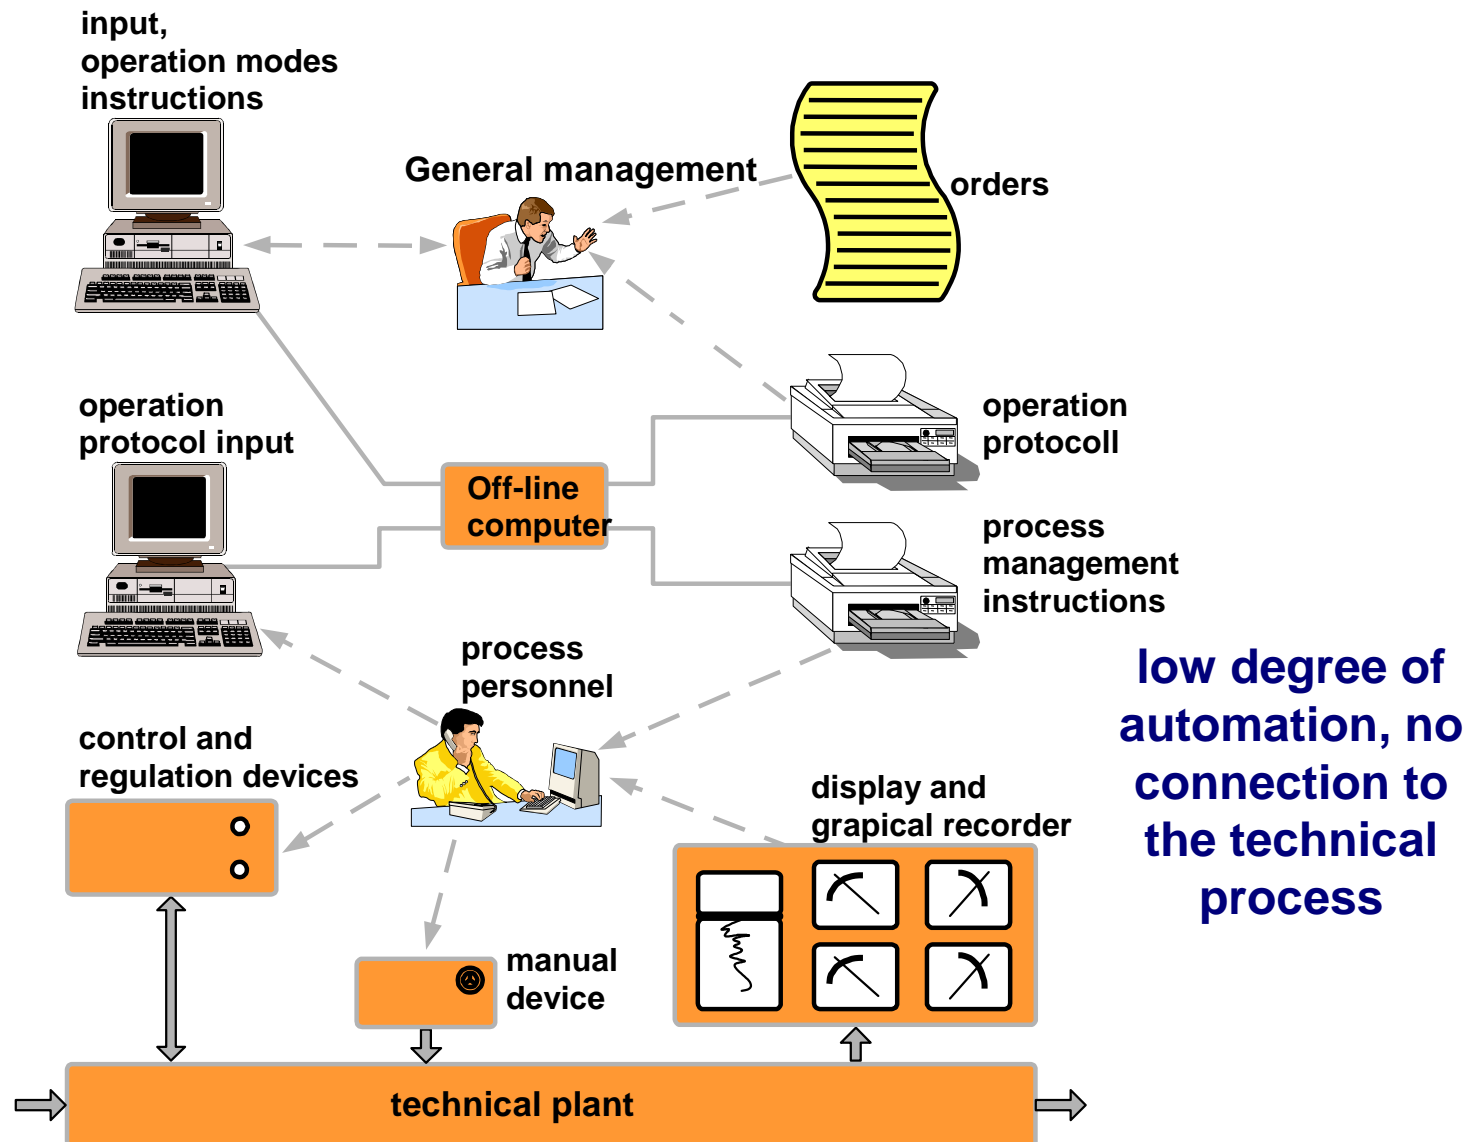 input,
operation modes
instructions
General management
orders
operation
protocol input
operation
protocoll
Off-line
computer
process
management
instructions
process
personnel
low degree of
automation, no
connection to
the technical
process
control and
regulation devices
display and
grapical recorder
manual
device
technical plant